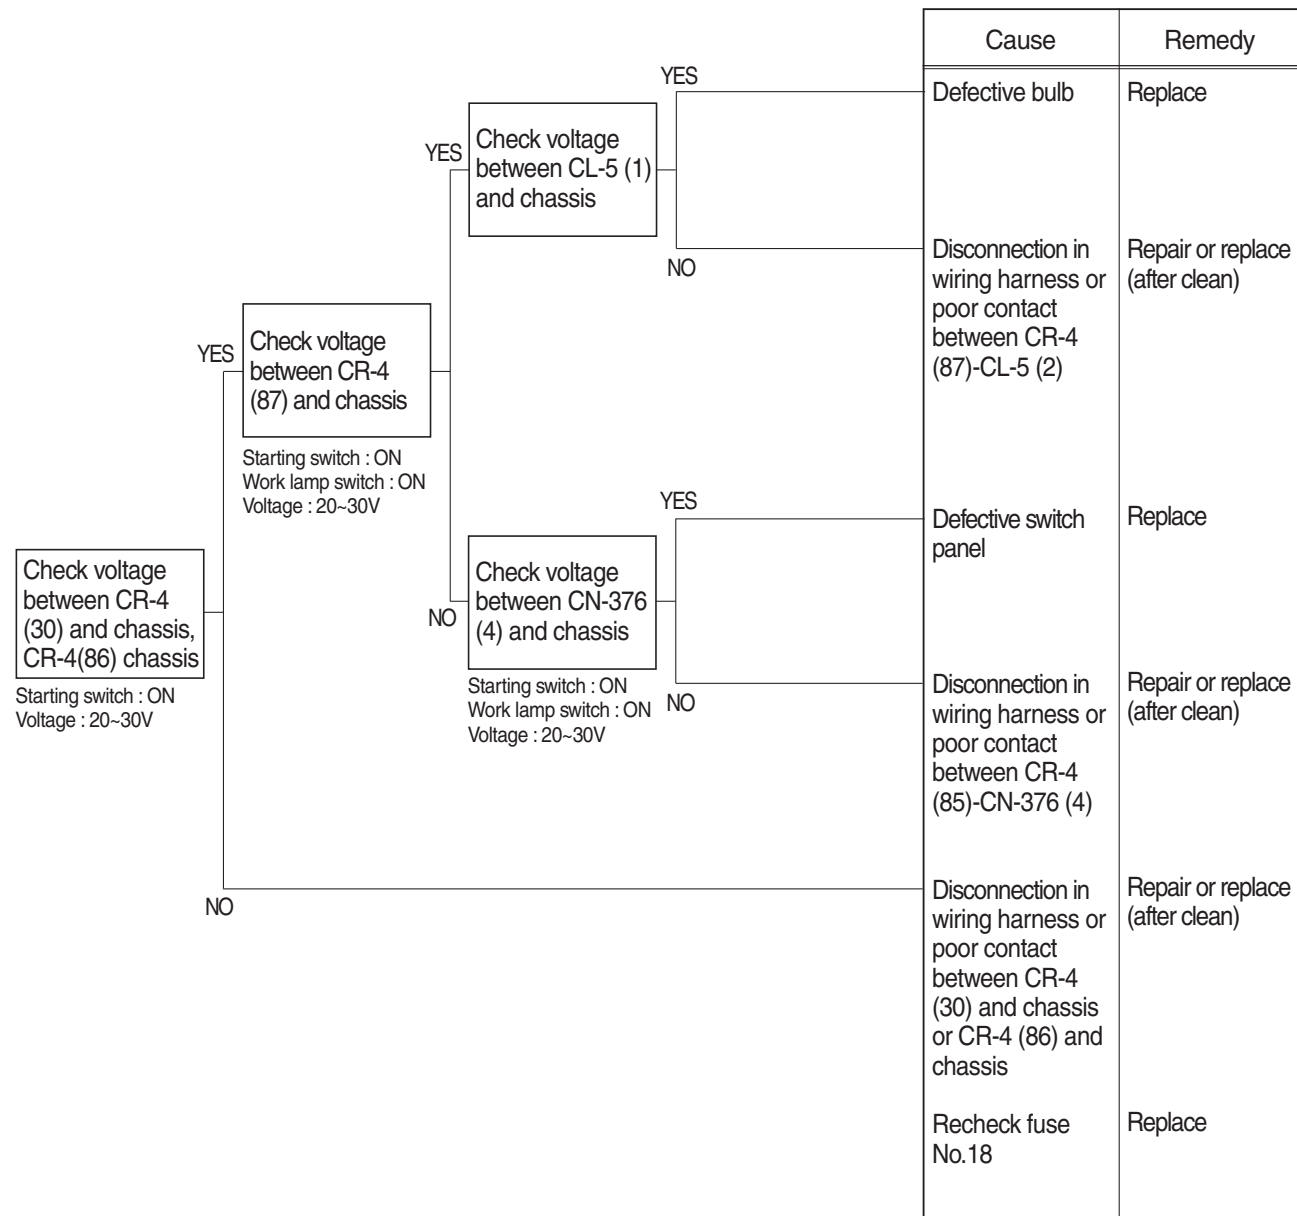 Cause
Remedy
YES
Defective bulb
Replace
Check voltage
between CL-5 (1)
and chassis
YES
NO
Disconnection in
wiring harness or
poor contact
between CR-4
(87)-CL-5 (2)
Repair or replace
(after clean)
Check voltage
between CR-4
(87) and chassis
YES
Starting switch : ON
Work lamp switch : ON
Voltage : 20~30V
YES
Defective switch
panel
Replace
Check voltage
between CR-4
(30) and chassis,
CR-4(86) chassis
Starting switch : ON
Voltage : 20~30V
NO
Check voltage
between CN-376
(4) and chassis
Starting switch : ON
Work lamp switch : ON
Voltage : 20~30V
NO
Disconnection in
wiring harness or
poor contact
between CR-4
(85)-CN-376 (4)
Repair or replace
(after clean)
NO
Disconnection in
wiring harness or
poor contact
between CR-4
(30) and chassis
or CR-4 (86) and
chassis
Repair or replace
(after clean)
Recheck fuse
No.18
Replace